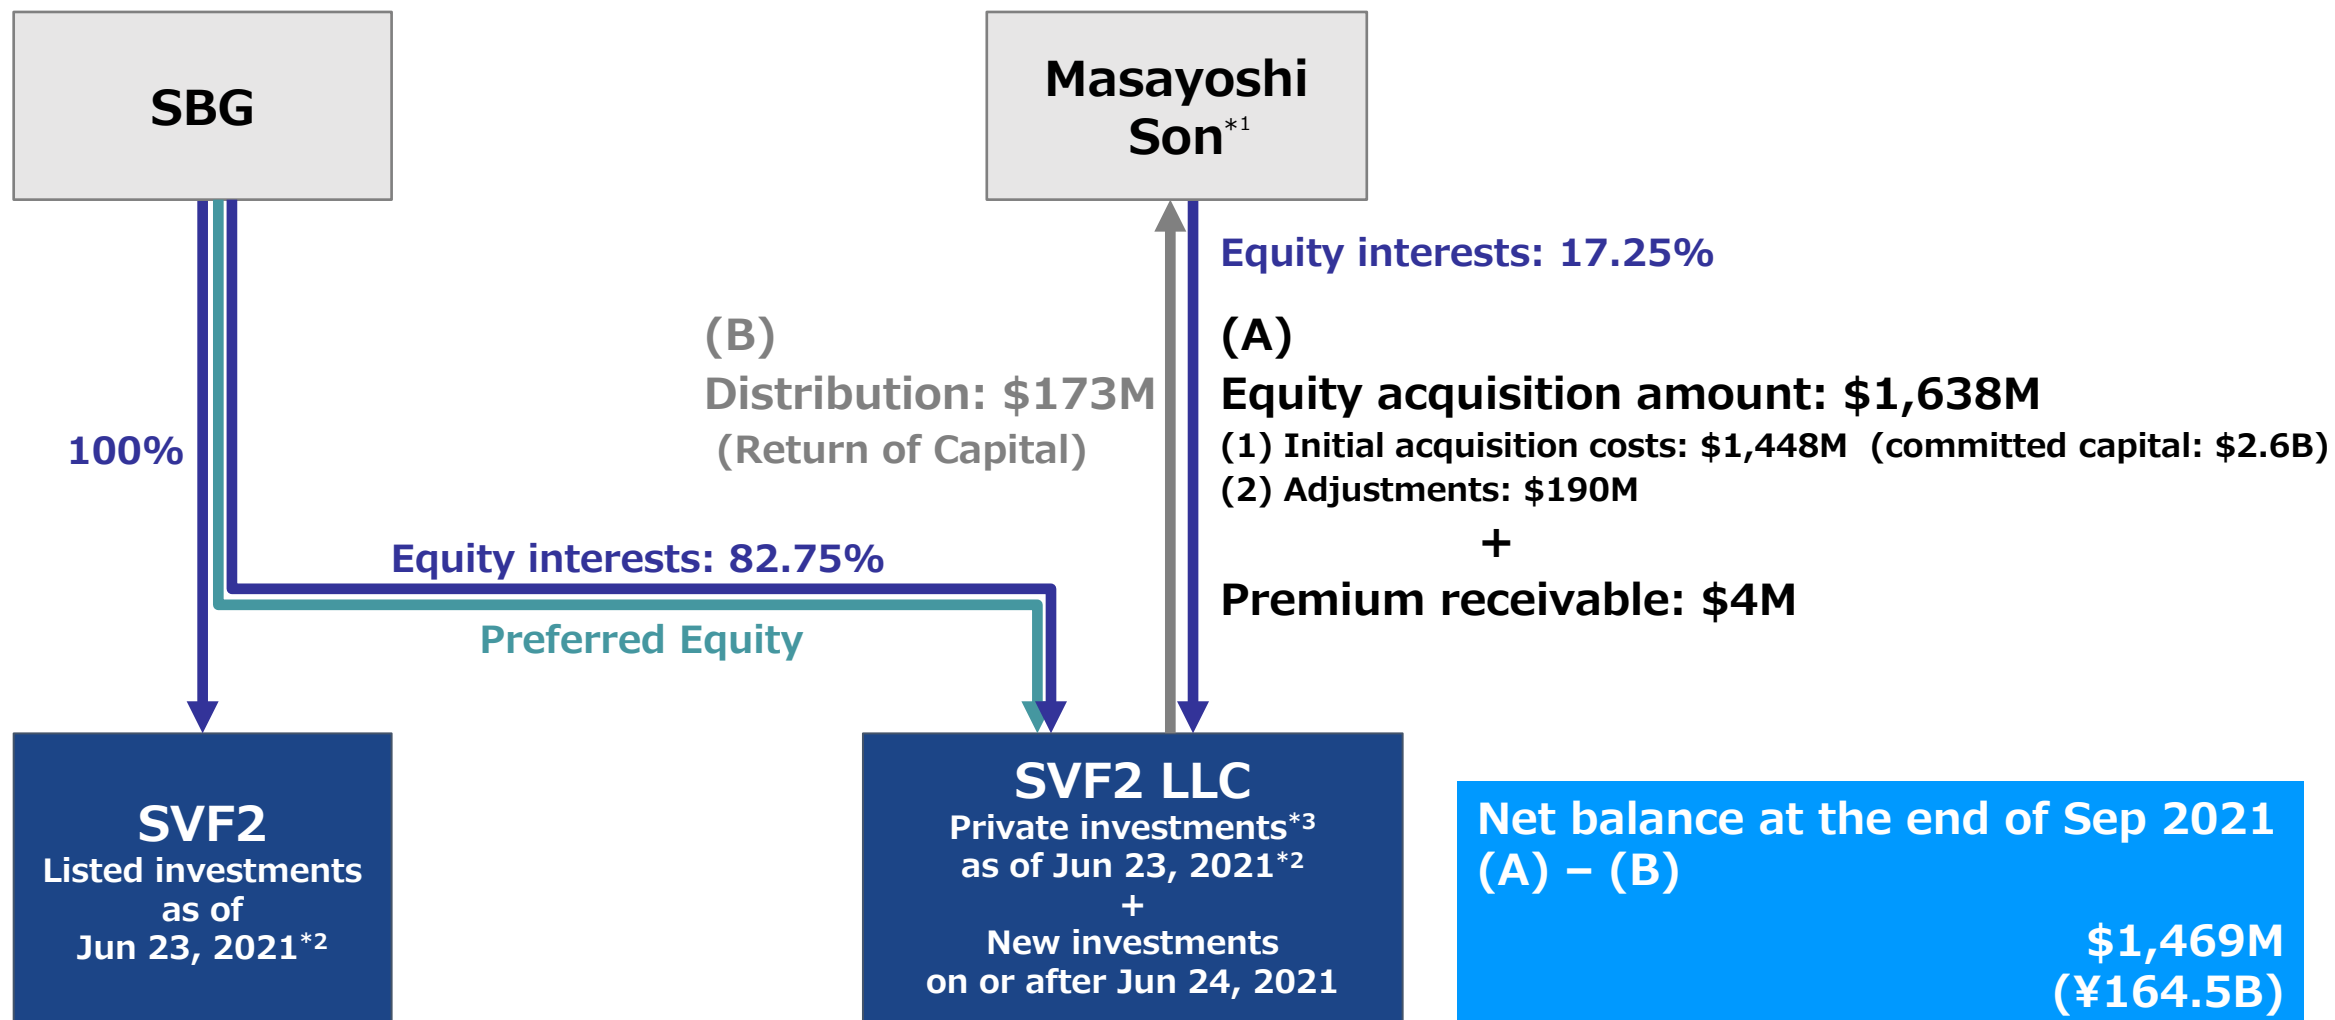 SBG
Masayoshi
Son*1
Equity interests: 17.25%
(B)
Distribution: $173M
(Return of Capital)
(A)
Equity acquisition amount: $1,638M
(1) Initial acquisition costs: $1,448M (committed capital: $2.6B)
(2) Adjustments: $190M
+
Premium receivable: $4M
100%
Equity interests: 82.75%
Preferred Equity
SVF2
Listed investments
as of
Jun 23, 2021*2
SVF2 LLC
Private investments*3
as of Jun 23, 2021*2
+
New investments
on or after Jun 24, 2021
Net balance at the end of Sep 2021
(A) − (B)
$1,469M
(¥164.5B)